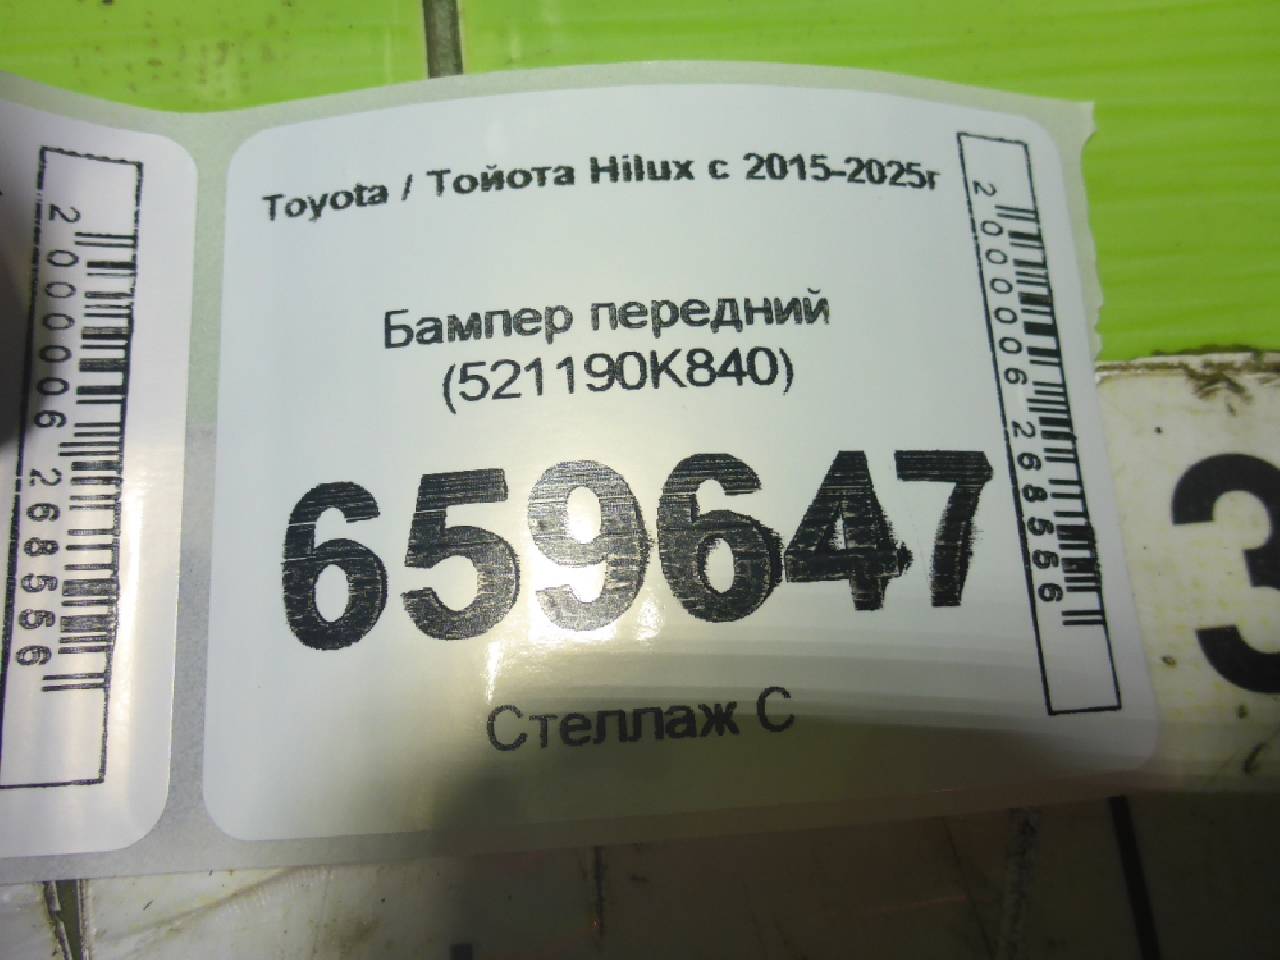 Toyota / Тойота Hilux с 2015-2025г
Бампер передний
(521190K840)
659647
Стеллаж С
2000006268556
2000006268556
3